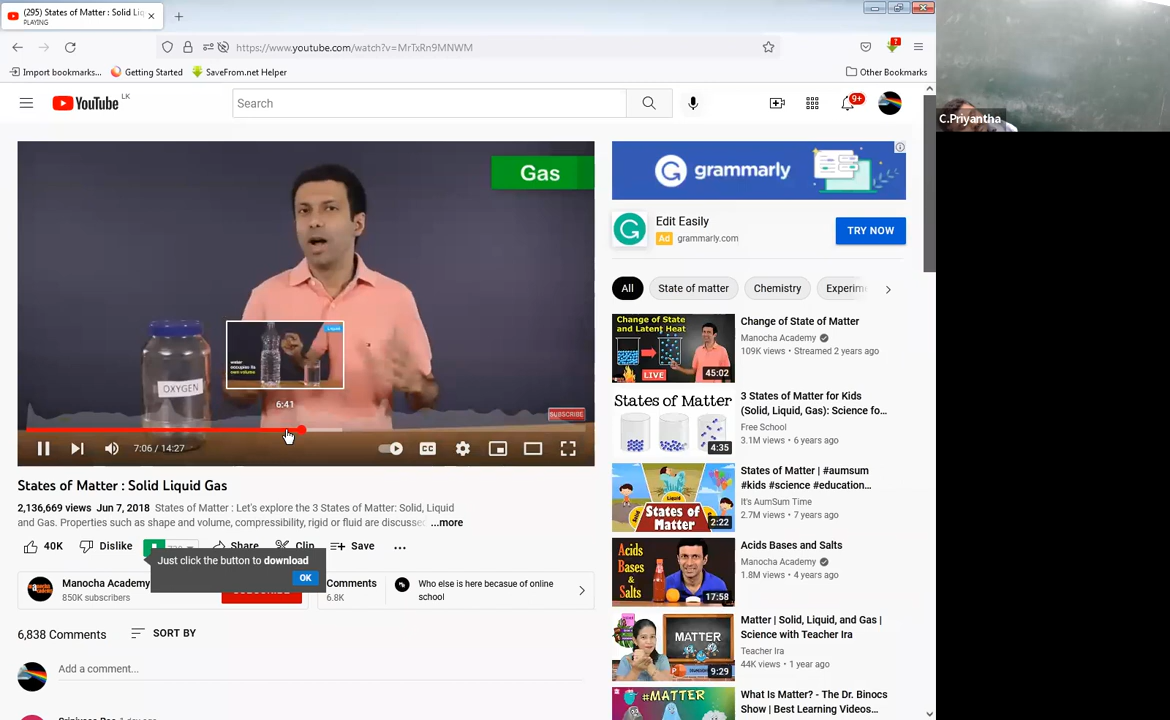 (295) States of Matter : Solid Liq
PLAYING
https://www.youtube.com/watch?v=MrTxRn9MNWM
?
Import bookmarks...
Getting Started
SaveFrom.net Helper
Other Bookmarks
YouTube LK
Search
9+
C.Priyantha
Gas
OXYGEN
Liquid
water
occupies its
own volume
6:41
SUBSCRIBE
7:06 / 14:27
CC
grammarly
Edit Easily
Ad grammarly.com
TRY NOW
All
State of matter
Chemistry
Experime
Change of State
and Latent Heat
LIVE
45:02
Change of State of Matter
Manocha Academy
109K views • Streamed 2 years ago
States of Matter
4:35
3 States of Matter for Kids
(Solid, Liquid, Gas): Science fo...
Free School
3.1M views • 6 years ago
Liquid
States of
Matter
2:22
States of Matter | #aumsum
#kids #science #education...
It's AumSum Time
2.7M views • 7 years ago
Acids
Bases
&
Salts
17:58
Acids Bases and Salts
Manocha Academy
1.8M views • 4 years ago
MATTER
9:29
Matter | Solid, Liquid, and Gas |
Science with Teacher Ira
Teacher Ira
44K views • 1 year ago
#MATTER
What Is Matter? - The Dr. Binocs
Show | Best Learning Videos...
States of Matter : Solid Liquid Gas
2,136,669 views Jun 7, 2018 States of Matter : Let's explore the 3 States of Matter: Solid, Liquid
and Gas. Properties such as shape and volume, compressibility, rigid or fluid are discusse ...more
40K
Dislike
Share
Clip
Save
Just click the button to download
OK
Manocha Academy
850K subscribers
SUBSCRIBE
Comments
6.8K
Who else is here becasue of online
school
6,838 Comments
SORT BY
Add a comment...